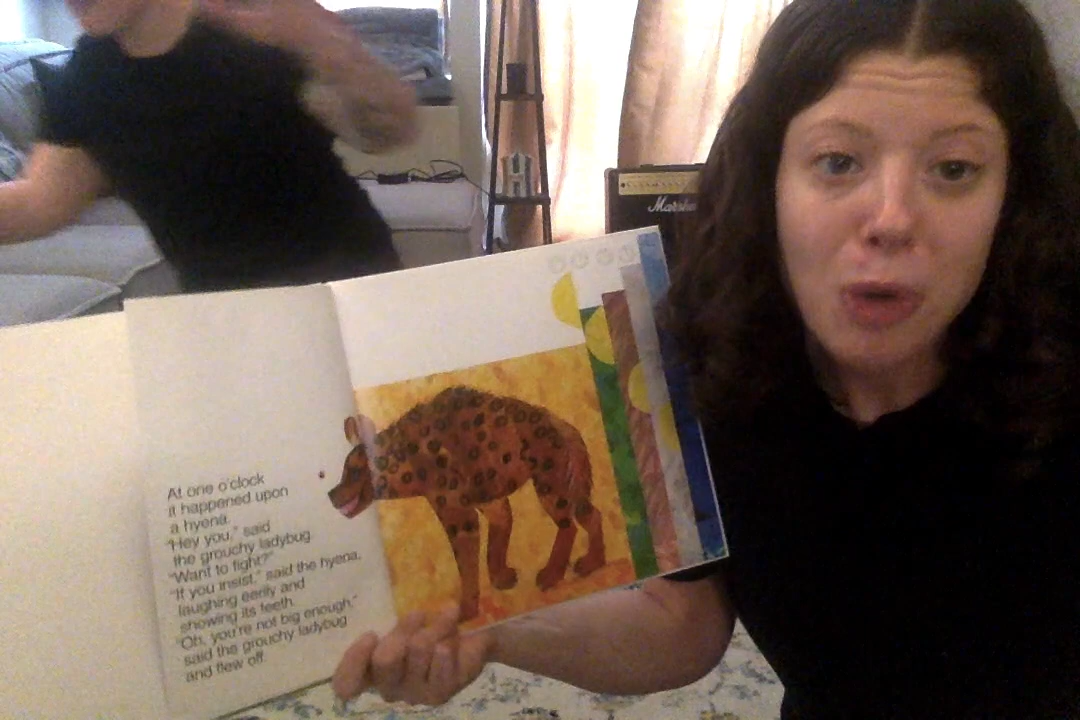 Marshall
At one o'clock
it happened upon
a hyena.
"Hey you," said
the grouchy ladybug.
"Want to fight?"
"If you insist," said the hyena,
laughing eerily and
showing its teeth.
"Oh, you're not big enough,"
said the grouchy ladybug
and flew off.